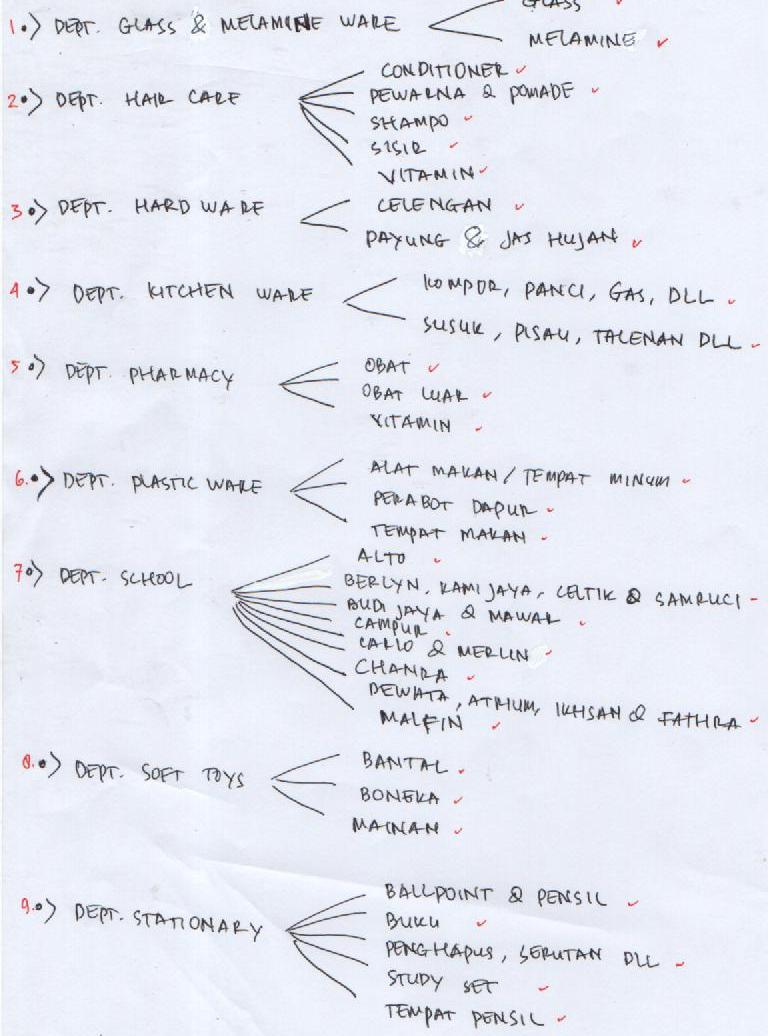 GLASS
1.) DEPT. GLASS & MELAMINE WARE
MELAMINE
2.) DEPT. HAIR CARE
CONDITIONER
PEWARNA & POMADE
SHAMPO
SISIR
VITAMIN
3.) DEPT. HARD WARE
CELENGAN
PAYUNG & JAS HUJAN
4.) DEPT. KITCHEN WARE
KOMPOR, PANCI, GAS, DLL
SUSUK, PISAU, TALENAN DLL
5.) DEPT. PHARMACY
OBAT
OBAT LUAR
VITAMIN
6.) DEPT. PLASTIC WARE
ALAT MAKAN / TEMPAT MINUM
PERABOT DAPUR
TEMPAT MAKAN
7.) DEPT. SCHOOL
ALTO
BERLYN, KAMI JAYA, CELTIK & SAMRUCI
BUDI JAYA & MAWAR
CAMPUR
CARLO & MERLIN
CHANRA
DEWATA, ATRIUM, IKHSAN & FATHRA
MALFIN
8.) DEPT. SOFT TOYS
BANTAL
BONEKA
MAINAN
9.) DEPT. STATIONARY
BALLPOINT & PENSIL
BUKU
PENGHAPUS, SERUTAN DLL
STUDY SET
TEMPAT PENSIL